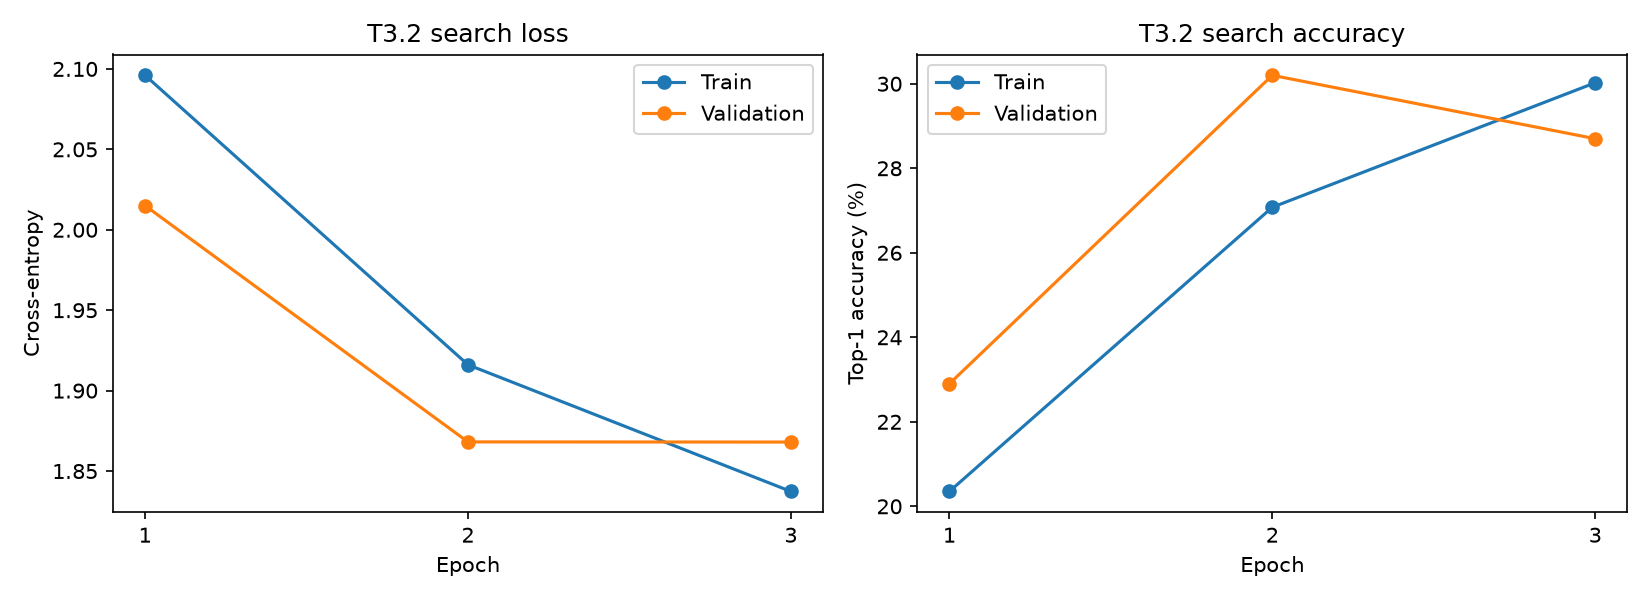 T3.2 search loss
Cross-entropy
2.10
2.05
2.00
1.95
1.90
1.85
Train
Validation
1
2
3
Epoch
T3.2 search accuracy
Top-1 accuracy (%)
30
28
26
24
22
20
Train
Validation
1
2
3
Epoch